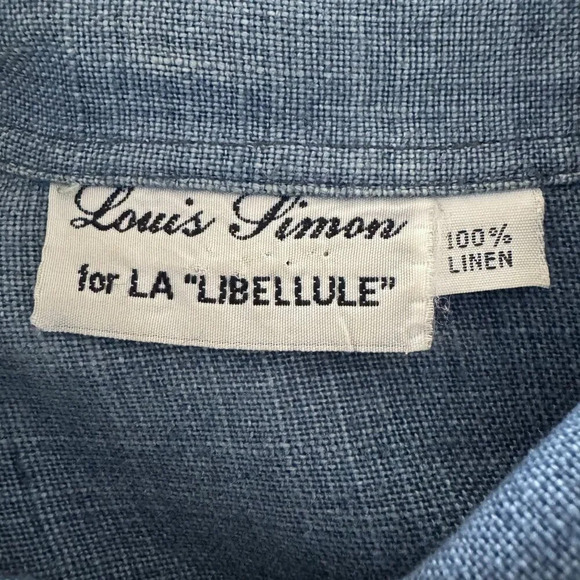 Louis Simon
for LA "LIBELLULE"
100%
LINEN